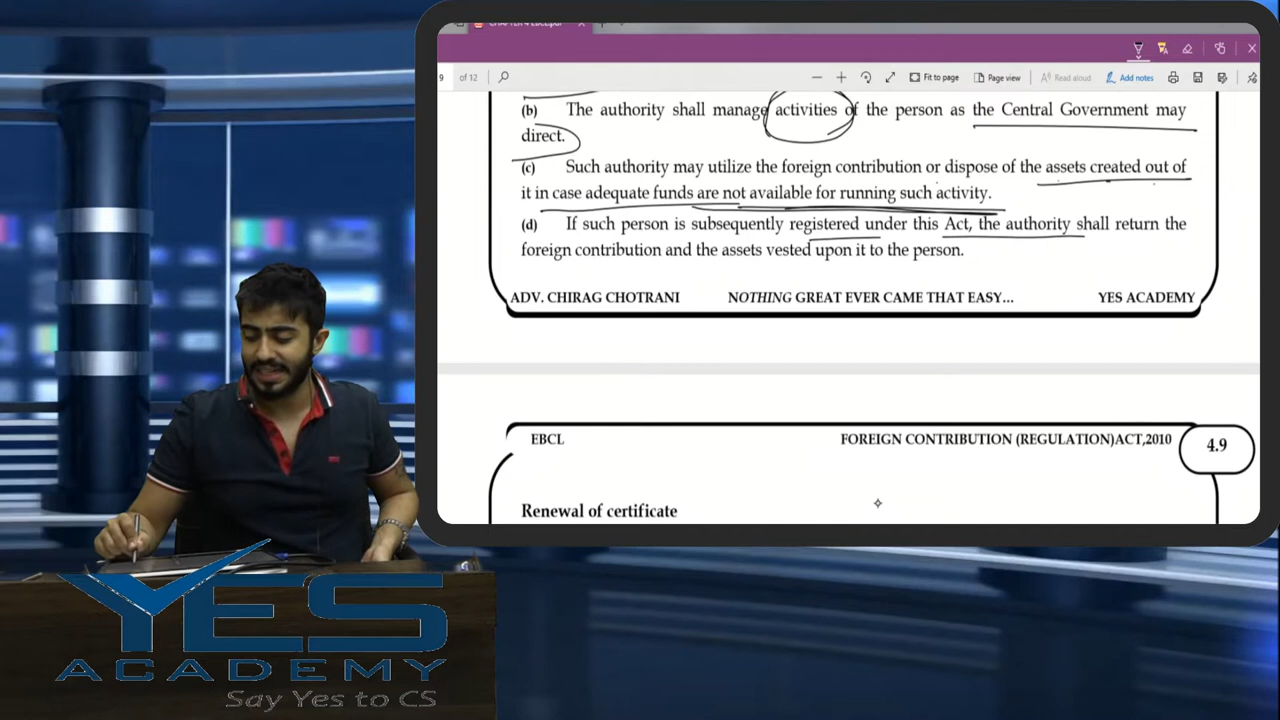 9 of 12 Fit to page Page view Read aloud Add notes
(b) The authority shall manage activities of the person as the Central Government may
direct.
(c) Such authority may utilize the foreign contribution or dispose of the assets created out of
it in case adequate funds are not available for running such activity.
(d) If such person is subsequently registered under this Act, the authority shall return the
foreign contribution and the assets vested upon it to the person.
ADV. CHIRAG CHOTRANI NOTHING GREAT EVER CAME THAT EASY... YES ACADEMY
EBCL FOREIGN CONTRIBUTION (REGULATION)ACT,2010 4.9
Renewal of certificate
YES
ACADEMY
Say Yes to CS